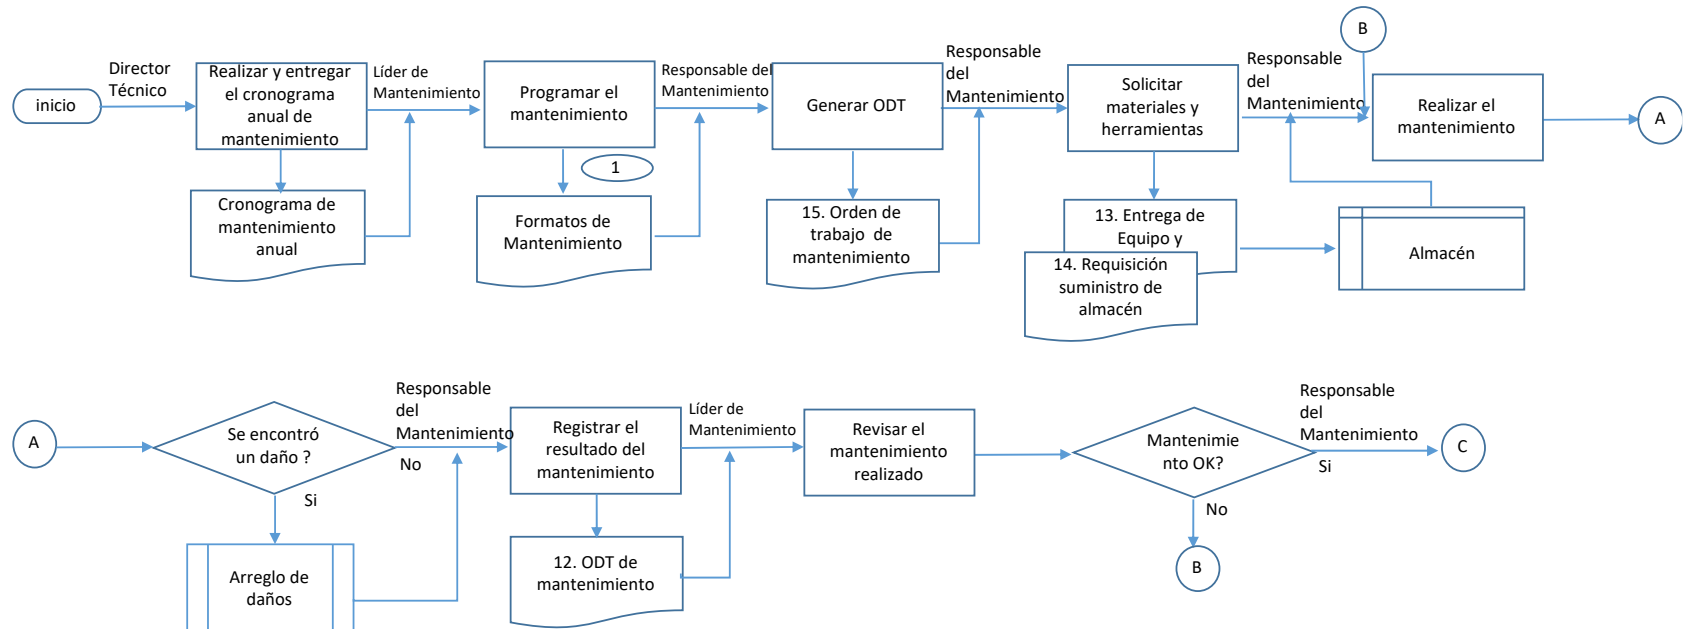 Director
Técnico
inicio
Realizar y entregar
el cronograma
anual de
mantenimiento
Cronograma de
mantenimiento
anual
Líder de
Mantenimiento
Programar el
mantenimiento
1
Formatos de
Mantenimiento
Responsable del
Mantenimiento
Generar ODT
15. Orden de
trabajo de
mantenimiento
Responsable
del
Mantenimiento
Solicitar
materiales y
herramientas
13. Entrega de
Equipo y
14. Requisición
suministro de
almacén
Responsable
del
Mantenimiento
B
Realizar el
mantenimiento
Almacén
A
A
Se encontró
un daño ?
Si
Arreglo de
daños
Responsable
del
Mantenimiento
No
Registrar el
resultado del
mantenimiento
12. ODT de
mantenimiento
Líder de
Mantenimiento
Revisar el
mantenimiento
realizado
Mantenimie
nto OK?
No
B
Responsable
del
Mantenimiento
Si
C